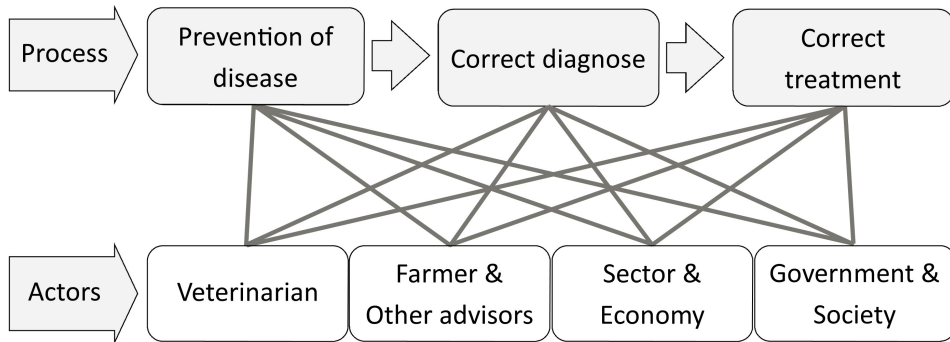 Process
Prevention of
disease
Correct diagnose
Correct
treatment
Actors
Veterinarian
Farmer &
Other advisors
Sector &
Economy
Government &
Society